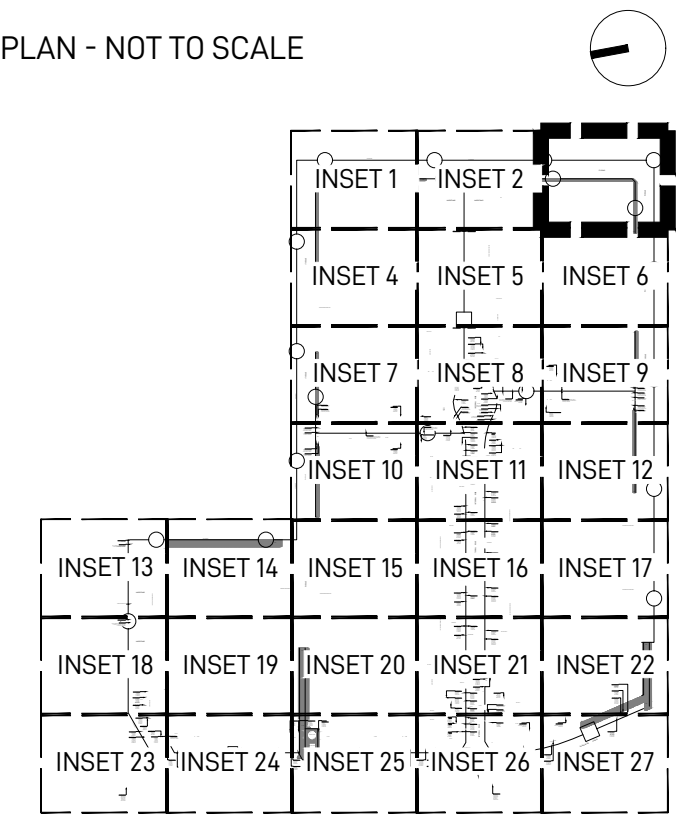 PLAN - NOT TO SCALE
INSET 1 INSET 2
INSET 4 INSET 5 INSET 6
INSET 7 INSET 8 INSET 9
INSET 10 INSET 11 INSET 12
INSET 13 INSET 14 INSET 15 INSET 16 INSET 17
INSET 18 INSET 19 INSET 20 INSET 21 INSET 22
INSET 23 INSET 24 INSET 25 INSET 26 INSET 27